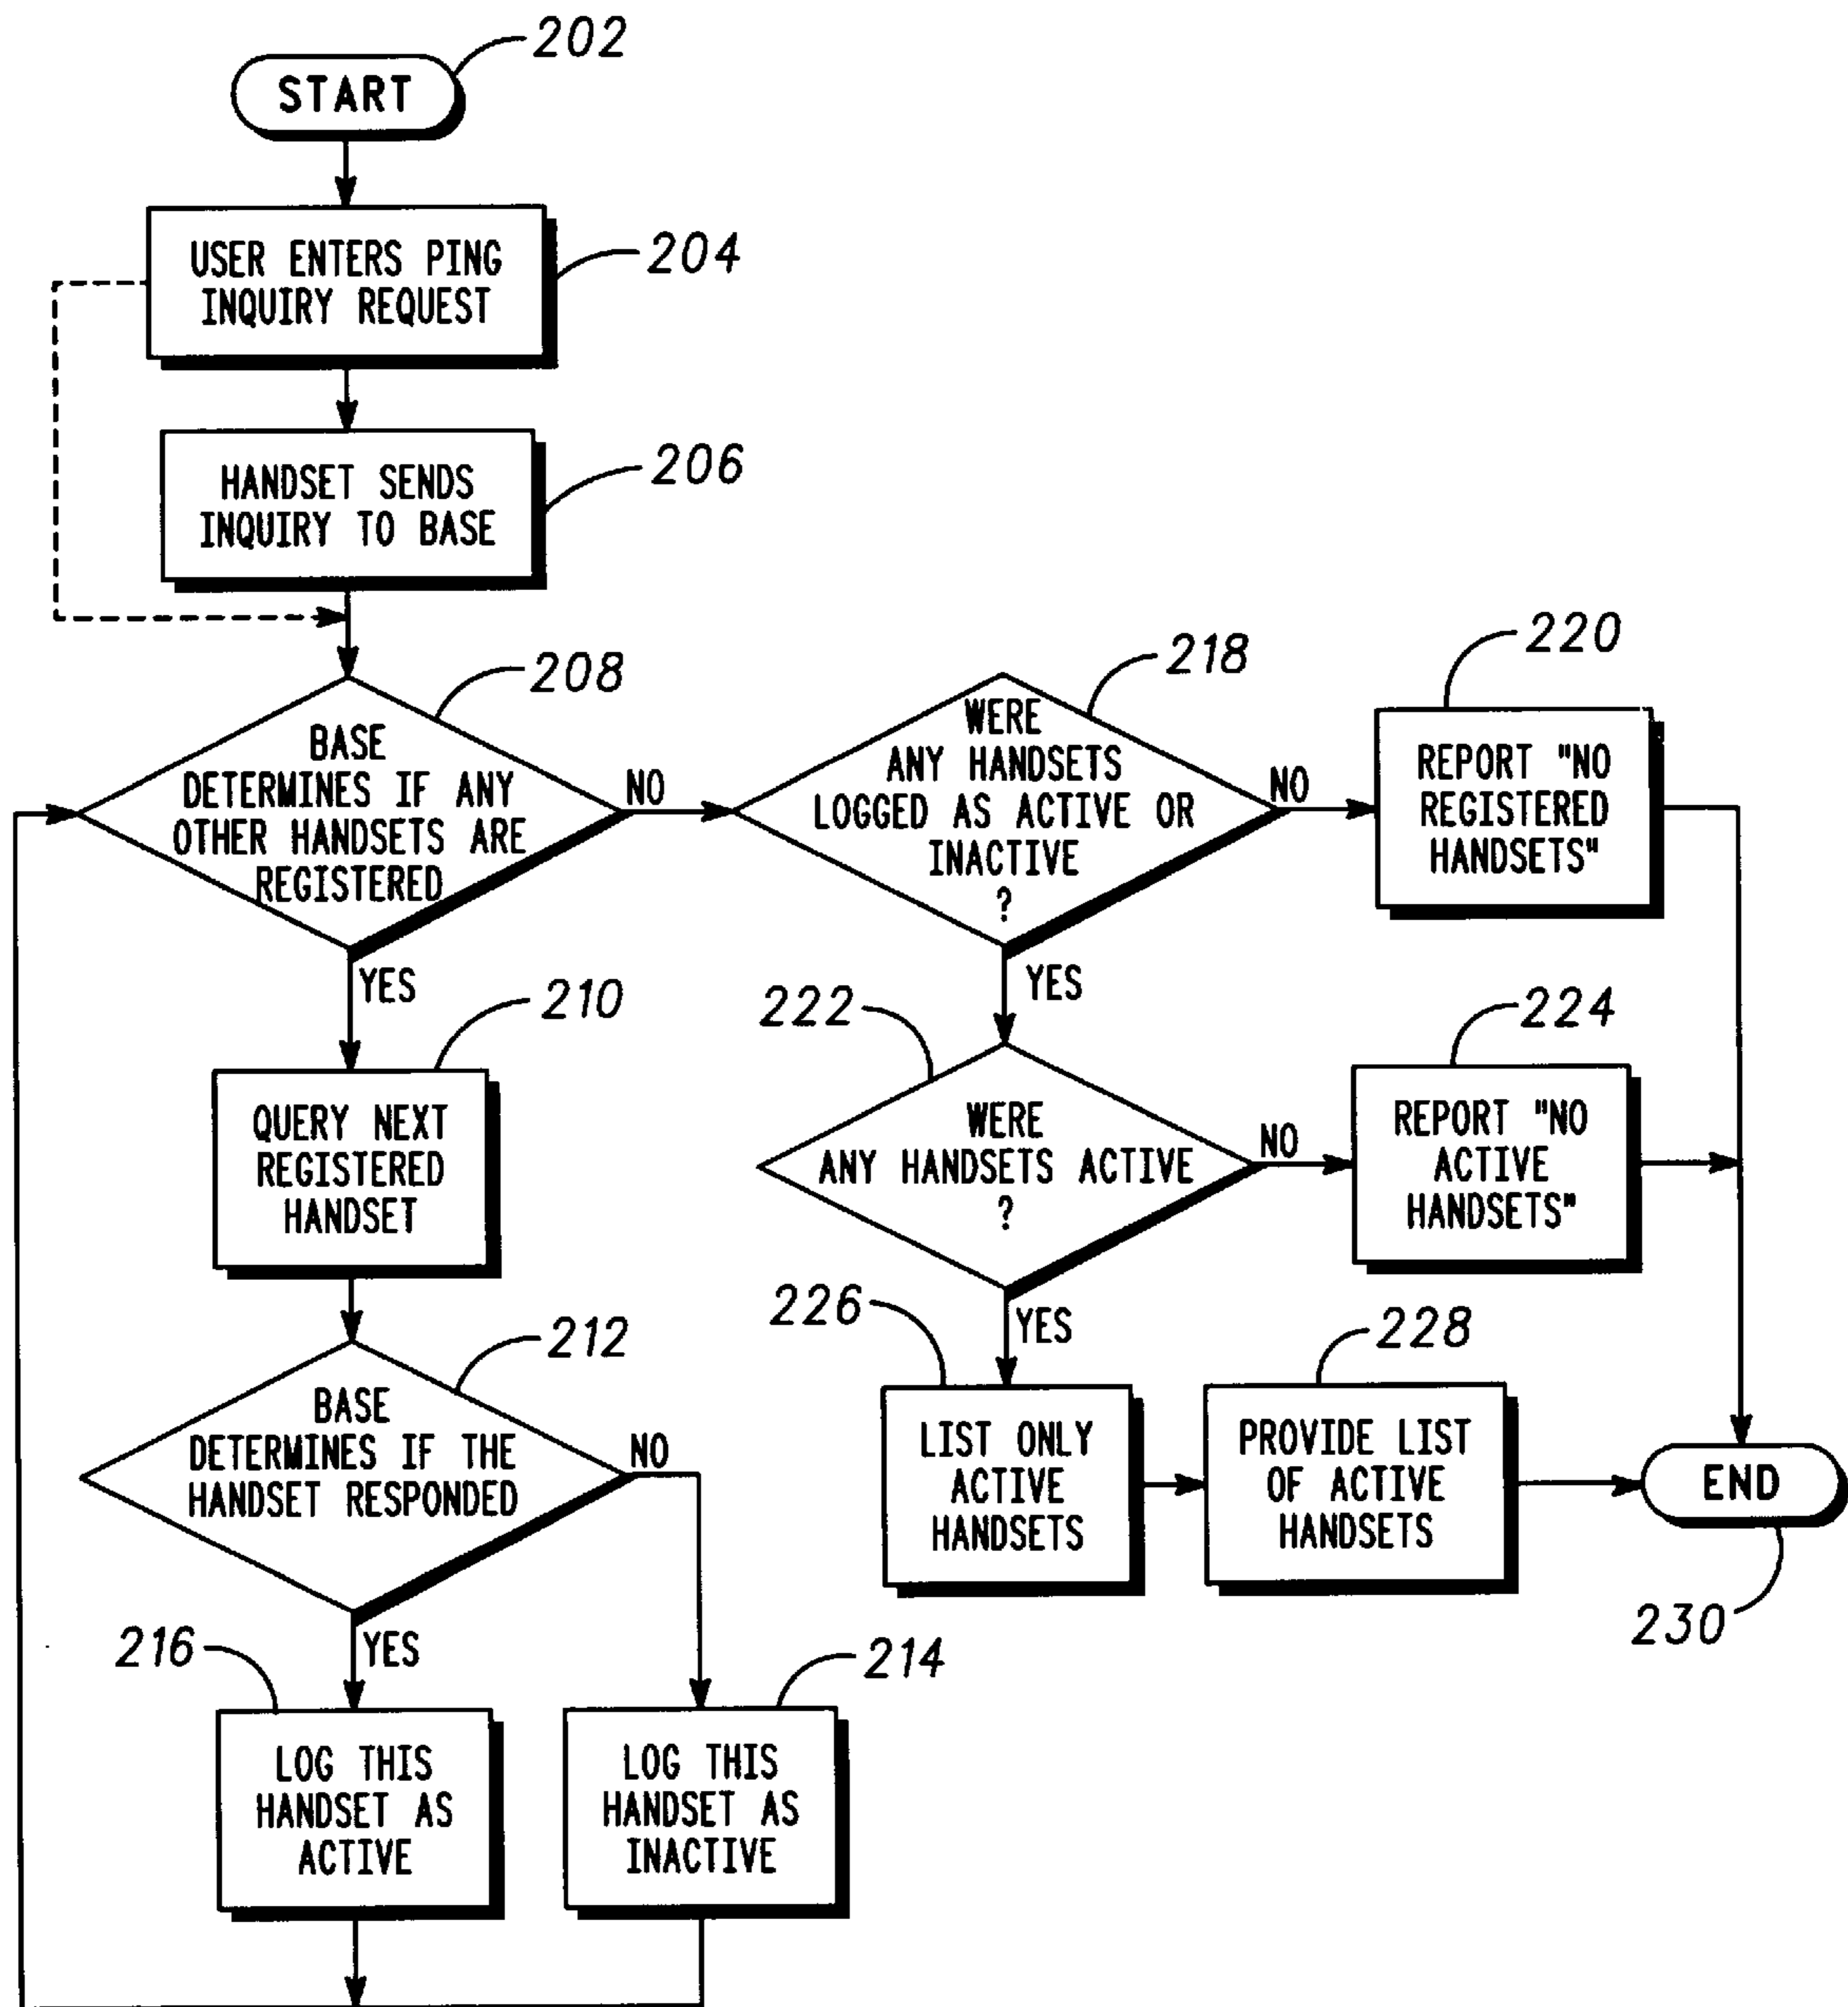 202
START
USER ENTERS PING
INQUIRY REQUEST
204
HANDSET SENDS
INQUIRY TO BASE
206
208
BASE
DETERMINES IF ANY
OTHER HANDSETS ARE
REGISTERED
NO
YES
218
WERE
ANY HANDSETS
LOGGED AS ACTIVE OR
INACTIVE
?
NO
YES
220
REPORT "NO
REGISTERED
HANDSETS"
210
QUERY NEXT
REGISTERED
HANDSET
222
WERE
ANY HANDSETS ACTIVE
?
NO
YES
224
REPORT "NO
ACTIVE
HANDSETS"
212
BASE
DETERMINES IF THE
HANDSET RESPONDED
NO
YES
226
LIST ONLY
ACTIVE
HANDSETS
228
PROVIDE LIST
OF ACTIVE
HANDSETS
END
230
216
LOG THIS
HANDSET AS
ACTIVE
214
LOG THIS
HANDSET AS
INACTIVE